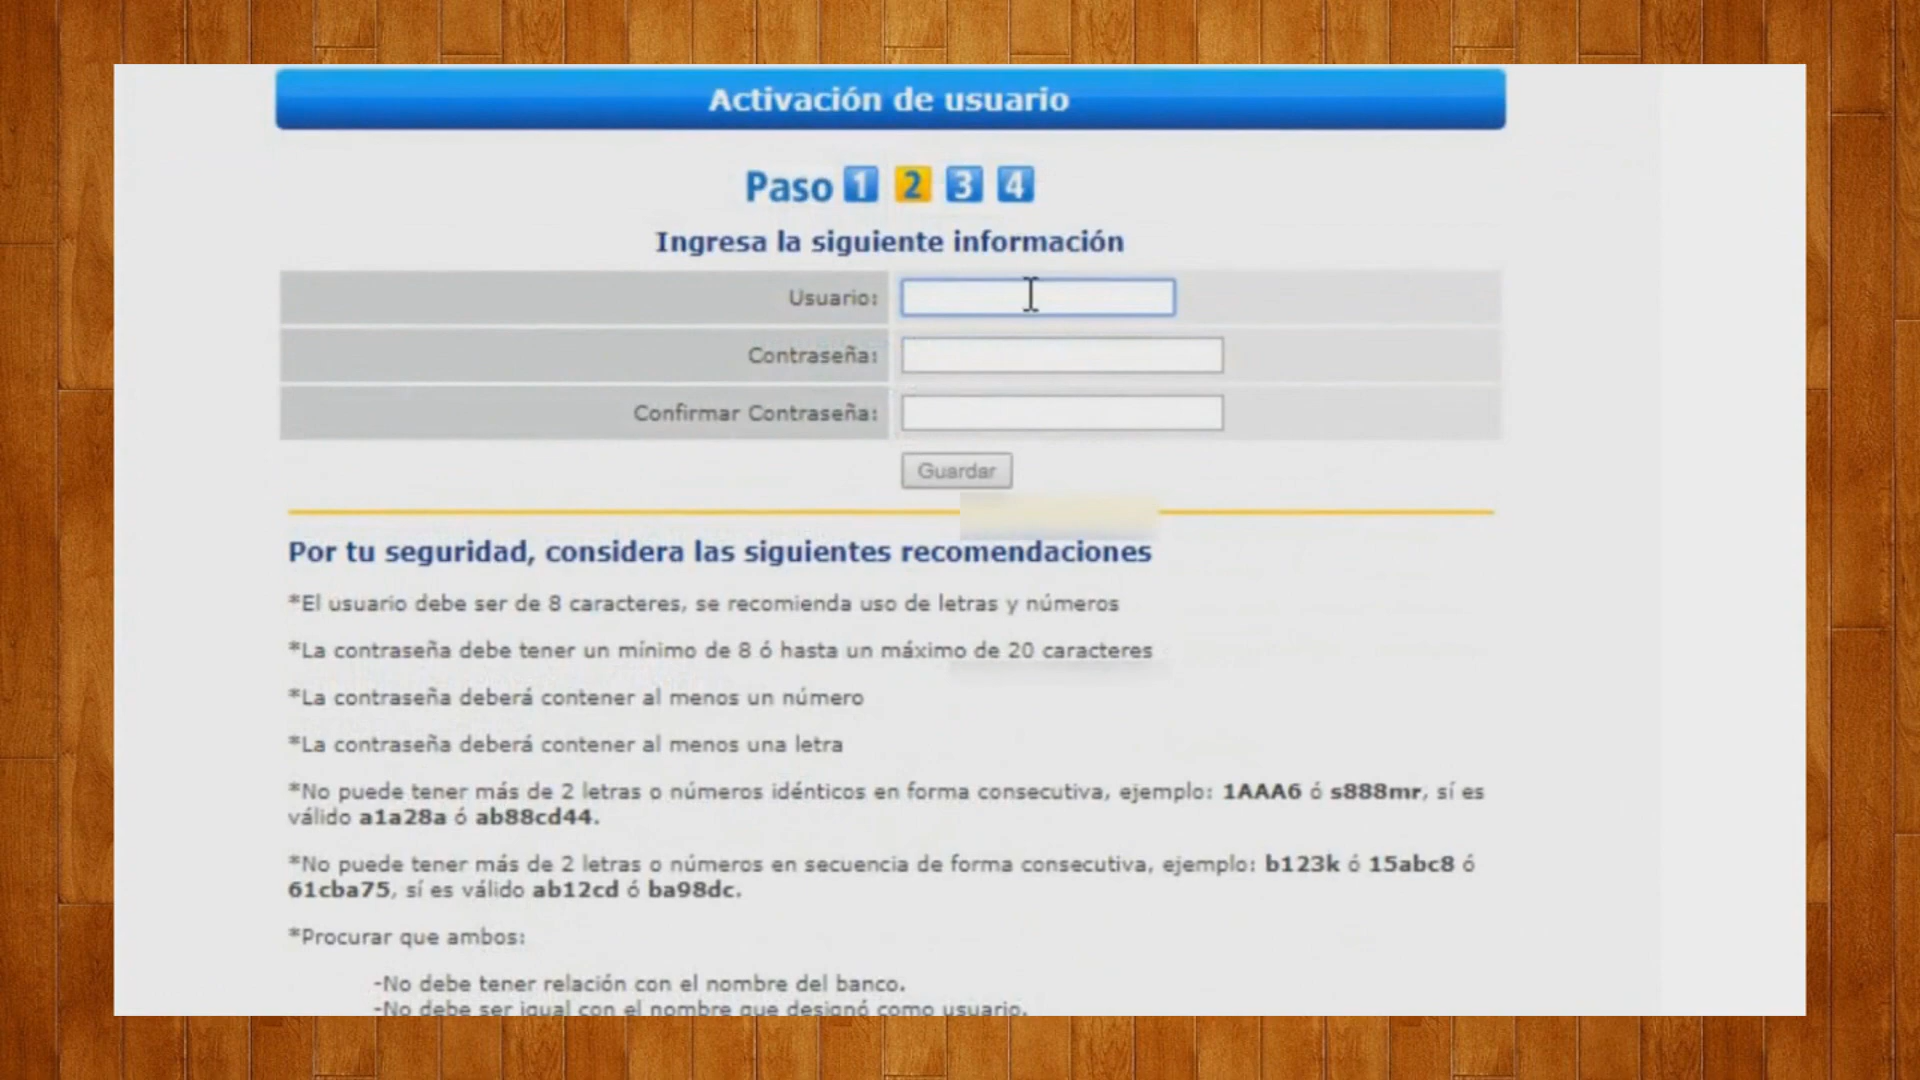 Activación de usuario
Paso 1 2 3 4
Ingresa la siguiente información
Usuario:
Contraseña:
Confirmar Contraseña:
Guardar
Por tu seguridad, considera las siguientes recomendaciones
*El usuario debe ser de 8 caracteres, se recomienda uso de letras y números
*La contraseña debe tener un mínimo de 8 ó hasta un máximo de 20 caracteres
*La contraseña deberá contener al menos un número
*La contraseña deberá contener al menos una letra
*No puede tener más de 2 letras o números idénticos en forma consecutiva, ejemplo: 1AAA6 ó s888mr, sí es
válido a1a28a ó ab88cd44.
*No puede tener más de 2 letras o números en secuencia de forma consecutiva, ejemplo: b123k ó 15abc8 ó
61cba75, sí es válido ab12cd ó ba98dc.
*Procurar que ambos:
-No debe tener relación con el nombre del banco.
-No debe ser igual con el nombre que designó como usuario.